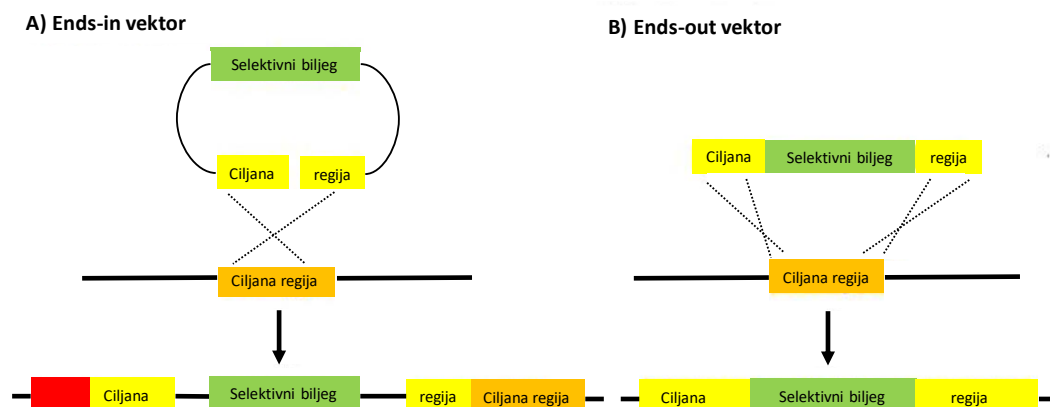 A) Ends-in vektor
Selektivni biljeg
Ciljana
regija
Ciljana regija
Ciljana
Selektivni biljeg
regija
Ciljana regija
B) Ends-out vektor
Ciljana
Selektivni biljeg
regija
Ciljana regija
Ciljana
Selektivni biljeg
regija